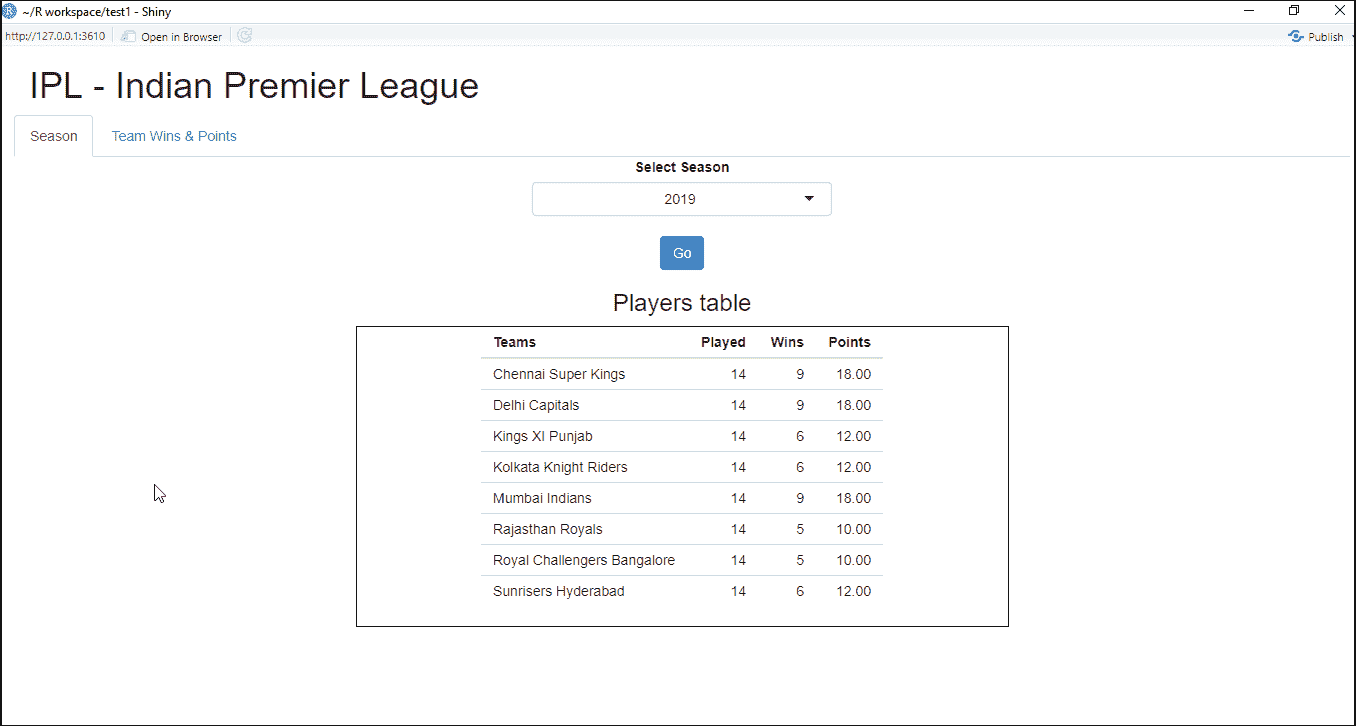 ~/R workspace/test1 - Shiny
http://127.0.0.1:3610 Open in Browser Publish
IPL - Indian Premier League
Season Team Wins & Points
Select Season
2019
Go
Players table
Teams Played Wins Points
Chennai Super Kings 14 9 18.00
Delhi Capitals 14 9 18.00
Kings XI Punjab 14 6 12.00
Kolkata Knight Riders 14 6 12.00
Mumbai Indians 14 9 18.00
Rajasthan Royals 14 5 10.00
Royal Challengers Bangalore 14 5 10.00
Sunrisers Hyderabad 14 6 12.00